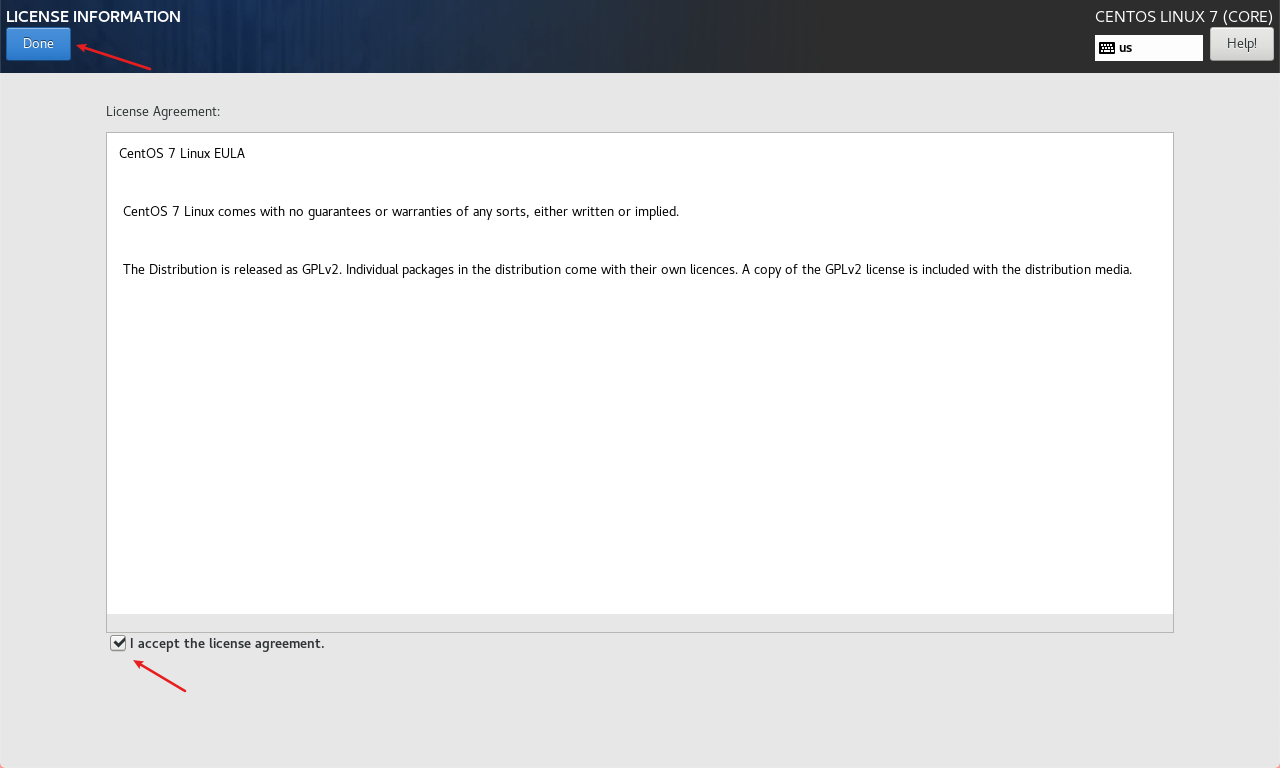 LICENSE INFORMATION
CENTOS LINUX 7 (CORE)
Done
us
Help!
License Agreement:
CentOS 7 Linux EULA
CentOS 7 Linux comes with no guarantees or warranties of any sorts, either written or implied.
The Distribution is released as GPLv2. Individual packages in the distribution come with their own licences. A copy of the GPLv2 license is included with the distribution media.
I accept the license agreement.